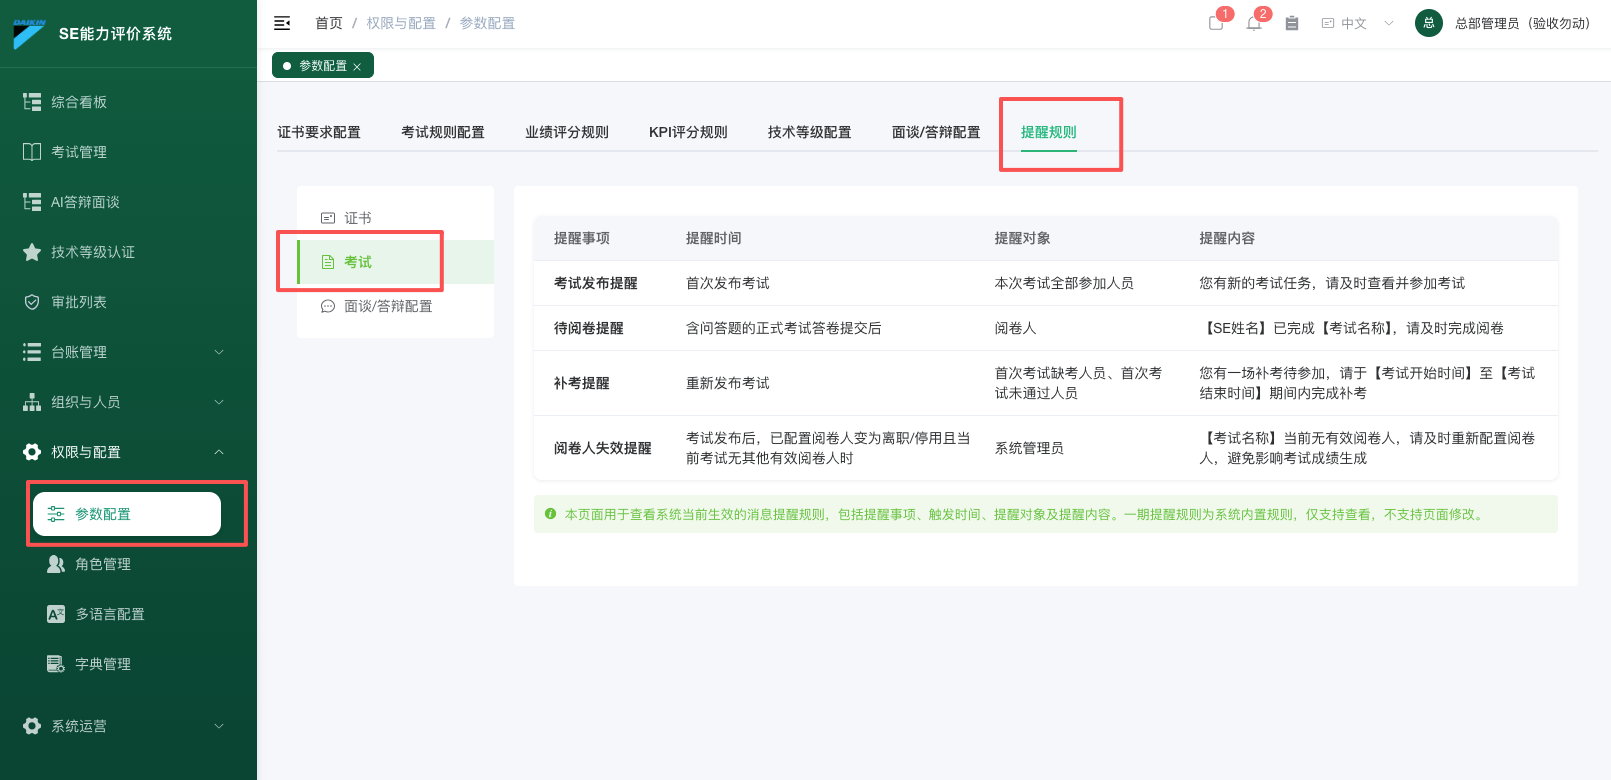 DAIKIN
SE能力评价系统
首页 / 权限与配置 / 参数配置
1
2
中文
总
总部管理员（验收勿动）
参数配置
综合看板
考试管理
AI答辩面谈
技术等级认证
审批列表
台账管理
组织与人员
权限与配置
参数配置
角色管理
多语言配置
字典管理
系统运营
证书要求配置 考试规则配置 业绩评分规则 KPI评分规则 技术等级配置 面谈/答辩配置 提醒规则
证书
考试
面谈/答辩配置
提醒事项 提醒时间 提醒对象 提醒内容
考试发布提醒 首次发布考试 本次考试全部参加人员 您有新的考试任务，请及时查看并参加考试
待阅卷提醒 含问答题的正式考试答卷提交后 阅卷人 【SE姓名】已完成【考试名称】，请及时完成阅卷
补考提醒 重新发布考试 首次考试缺考人员、首次考
试未通过人员 您有一场补考待参加，请于【考试开始时间】至【考试
结束时间】期间内完成补考
阅卷人失效提醒 考试发布后，已配置阅卷人变为离职/停用且当
前考试无其他有效阅卷人时 系统管理员 【考试名称】当前无有效阅卷人，请及时重新配置阅卷
人，避免影响考试成绩生成
本页面用于查看系统当前生效的消息提醒规则，包括提醒事项、触发时间、提醒对象及提醒内容。一期提醒规则为系统内置规则，仅支持查看，不支持页面修改。